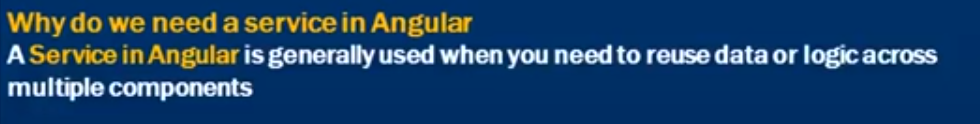 Why do we need a service in Angular
A Service in Angular is generally used when you need to reuse data or logic across
multiple components